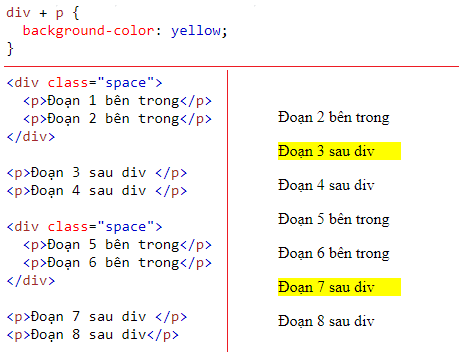 div + p {
  background-color: yellow;
}
<div class="space">
  <p>Đoạn 1 bên trong</p>
  <p>Đoạn 2 bên trong</p>
</div>
<p>Đoạn 3 sau div </p>
<p>Đoạn 4 sau div </p>
<div class="space">
  <p>Đoạn 5 bên trong</p>
  <p>Đoạn 6 bên trong</p>
</div>
<p>Đoạn 7 sau div </p>
<p>Đoạn 8 sau div</p>
Đoạn 2 bên trong
Đoạn 3 sau div
Đoạn 4 sau div
Đoạn 5 bên trong
Đoạn 6 bên trong
Đoạn 7 sau div
Đoạn 8 sau div